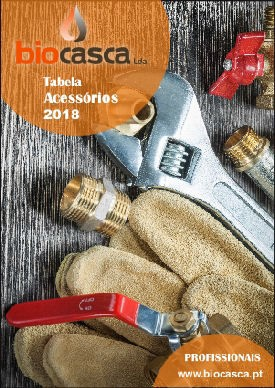 biocasca Lda
Tabela
Acessórios
2018
PROFISSIONAIS
www.biocasca.pt